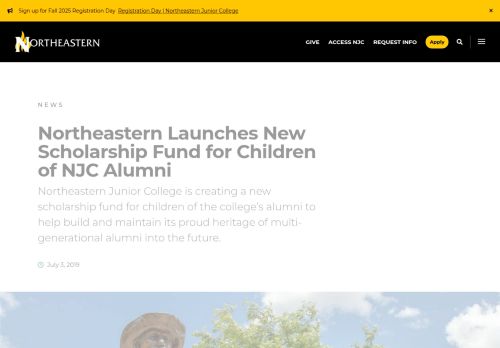 Sign up for Fall 2025 Registration Day Registration Day | Northeastern Junior College ×
NORTHEASTERN GIVE ACCESS NJC REQUEST INFO Apply
NEWS
Northeastern Launches New
Scholarship Fund for Children
of NJC Alumni
Northeastern Junior College is creating a new
scholarship fund for children of the college's alumni to
help build and maintain its proud heritage of multi-
generational alumni into the future.
July 3, 2019